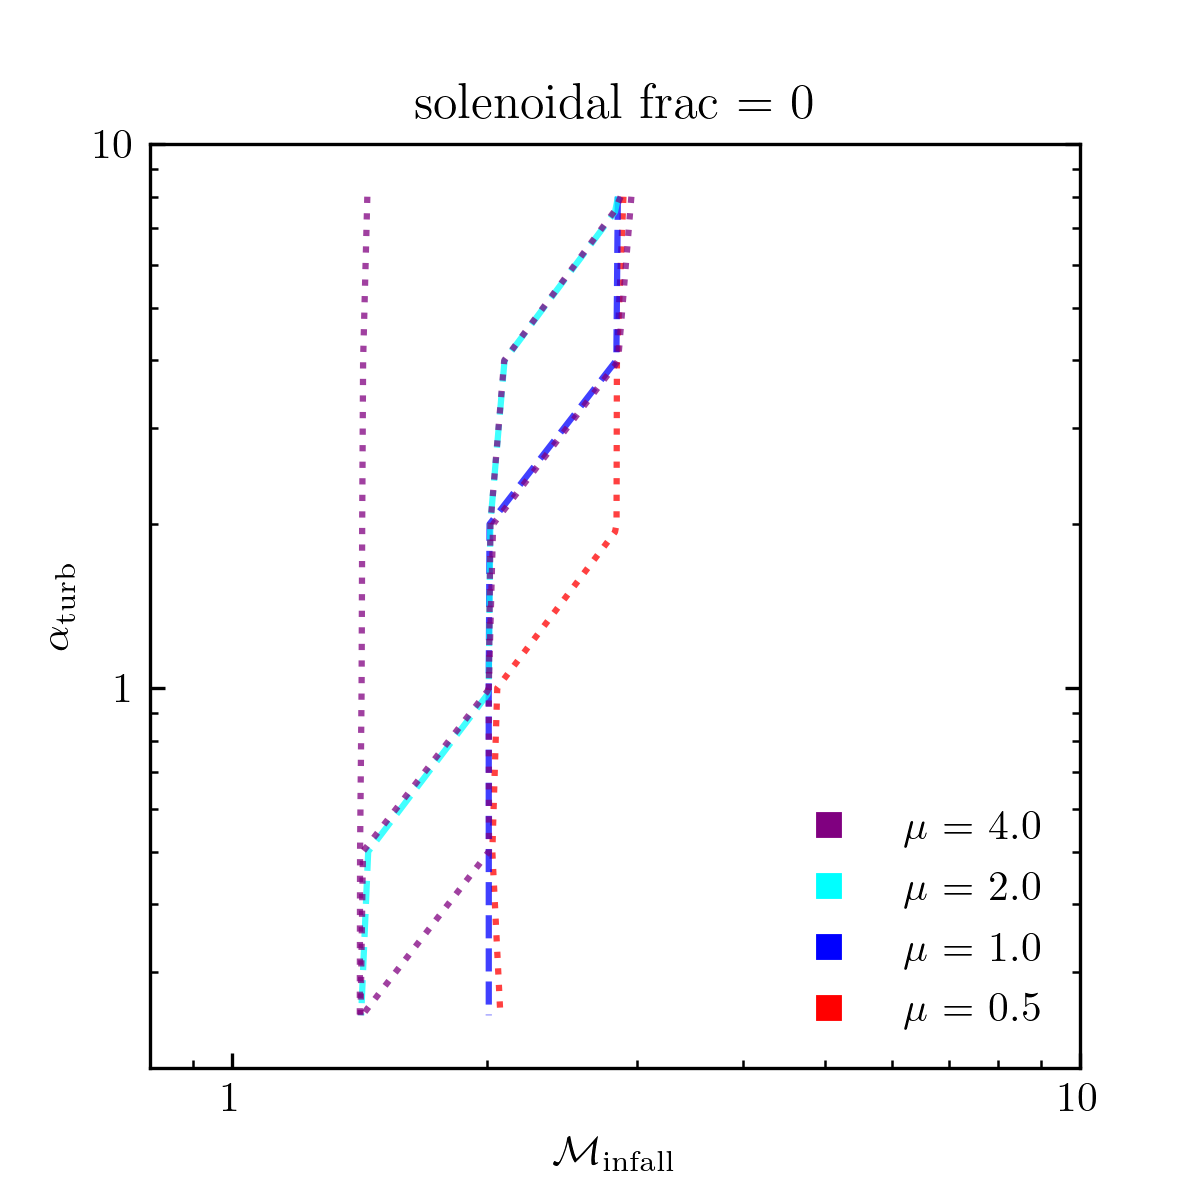 solenoidal frac = 0
10
1
α_turb
1
10
ℳ_infall
μ = 4.0
μ = 2.0
μ = 1.0
μ = 0.5